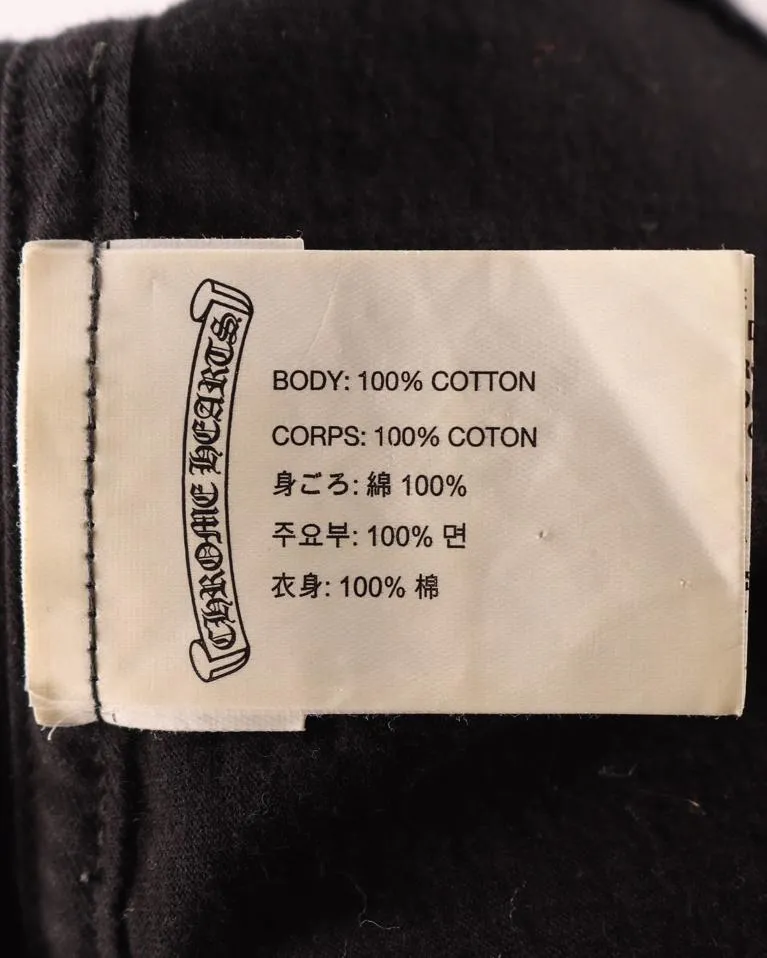 CHROME HEARTS
BODY: 100% COTTON
CORPS: 100% COTON
身ごろ: 綿 100%
주요부: 100% 면
衣身: 100% 棉